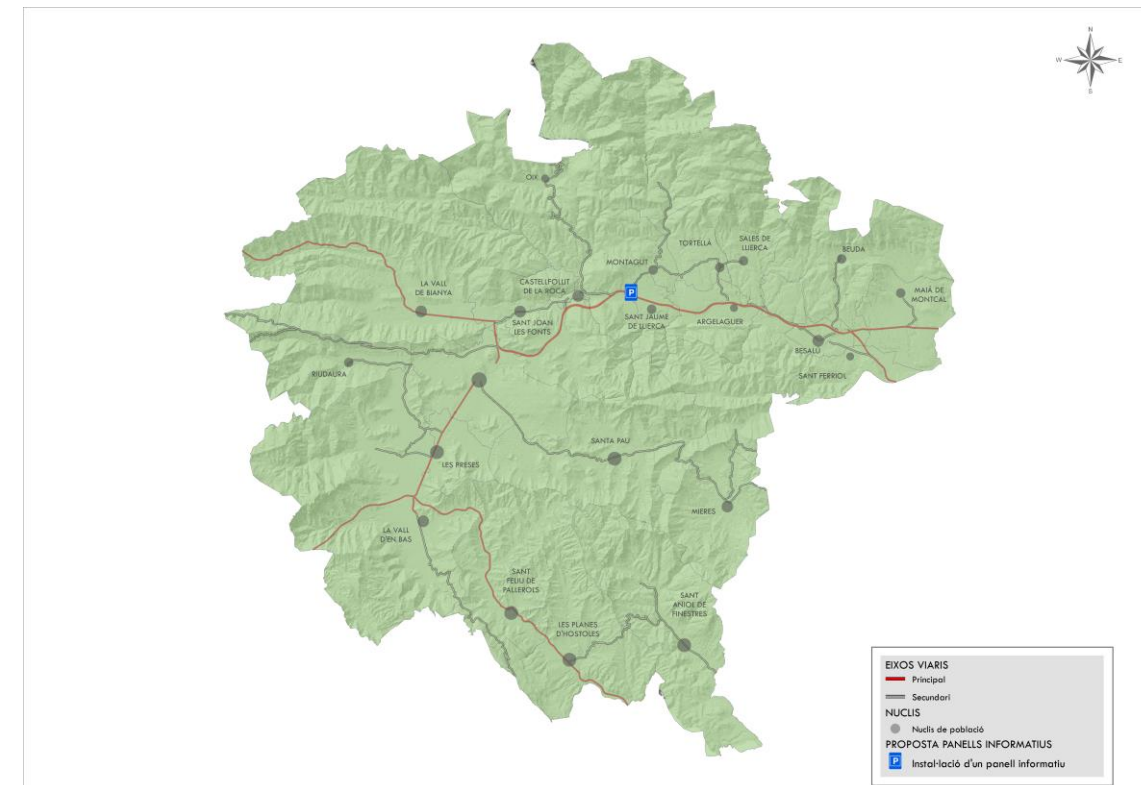 N
W
E
S
OIX
TORTELLÀ
SALES DE
LLIERCA
BEUDA
MONTAGUT
LA VALL
DE BIANYA
CASTELLFOLLIT
DE LA ROCA
MAIÀ DE
MONTCAL
SANT JOAN
LES FONTS
SANT JAUME
DE LLIERCA
ARGELAGUER
BESALÚ
SANT FERRIOL
RIUDAURA
SANTA PAU
LES PRESES
MIERES
LA VALL
D'EN BAS
SANT
FELIU DE
PALLEROLS
SANT
ANIOL DE
FINESTRES
LES PLANES
D'HOSTOLES
P
EIXOS VIARIS
Principal
Secundari
NUCLIS
Nuclis de població
PROPOSTA PANELLS INFORMATIUS
P
Instal·lació d'un panell informatiu